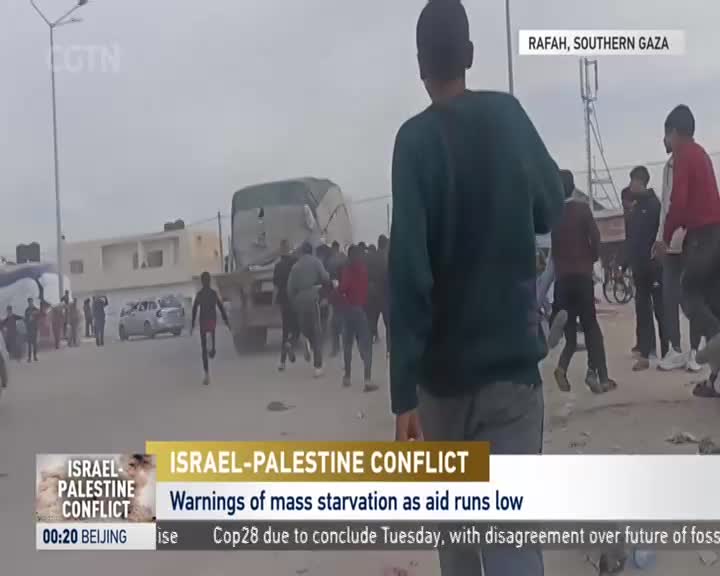 CGTN
RAFAH, SOUTHERN GAZA
ISRAEL-
PALESTINE
CONFLICT
ISRAEL-PALESTINE CONFLICT
Warnings of mass starvation as aid runs low
00:20 BEIJING
ise Cop28 due to conclude Tuesday, with disagreement over future of foss